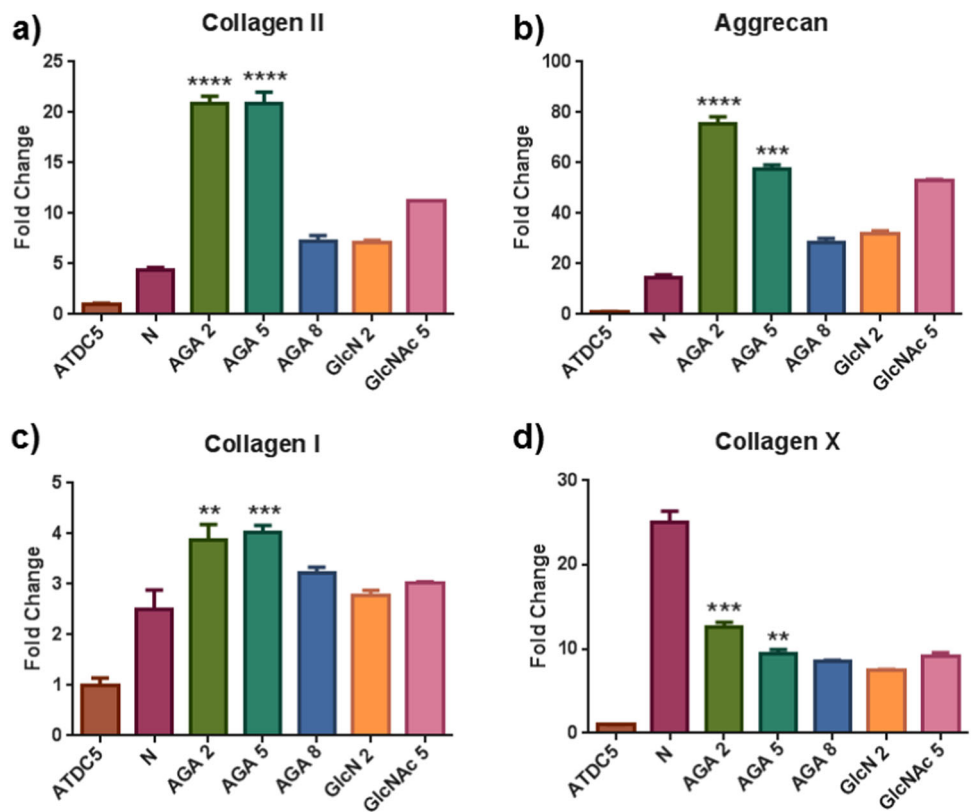 a)
Collagen II
Fold Change
25
20
15
10
5
0
****
****
ATDC5
N
AGA 2
AGA 5
AGA 8
GlcN 2
GlcNAc 5
b)
Aggrecan
Fold Change
100
80
60
40
20
0
****
***
ATDC5
N
AGA 2
AGA 5
AGA 8
GlcN 2
GlcNAc 5
c)
Collagen I
Fold Change
5
4
3
2
1
0
**
***
ATDC5
N
AGA 2
AGA 5
AGA 8
GlcN 2
GlcNAc 5
d)
Collagen X
Fold Change
30
20
10
0
***
**
ATDC5
N
AGA 2
AGA 5
AGA 8
GlcN 2
GlcNAc 5